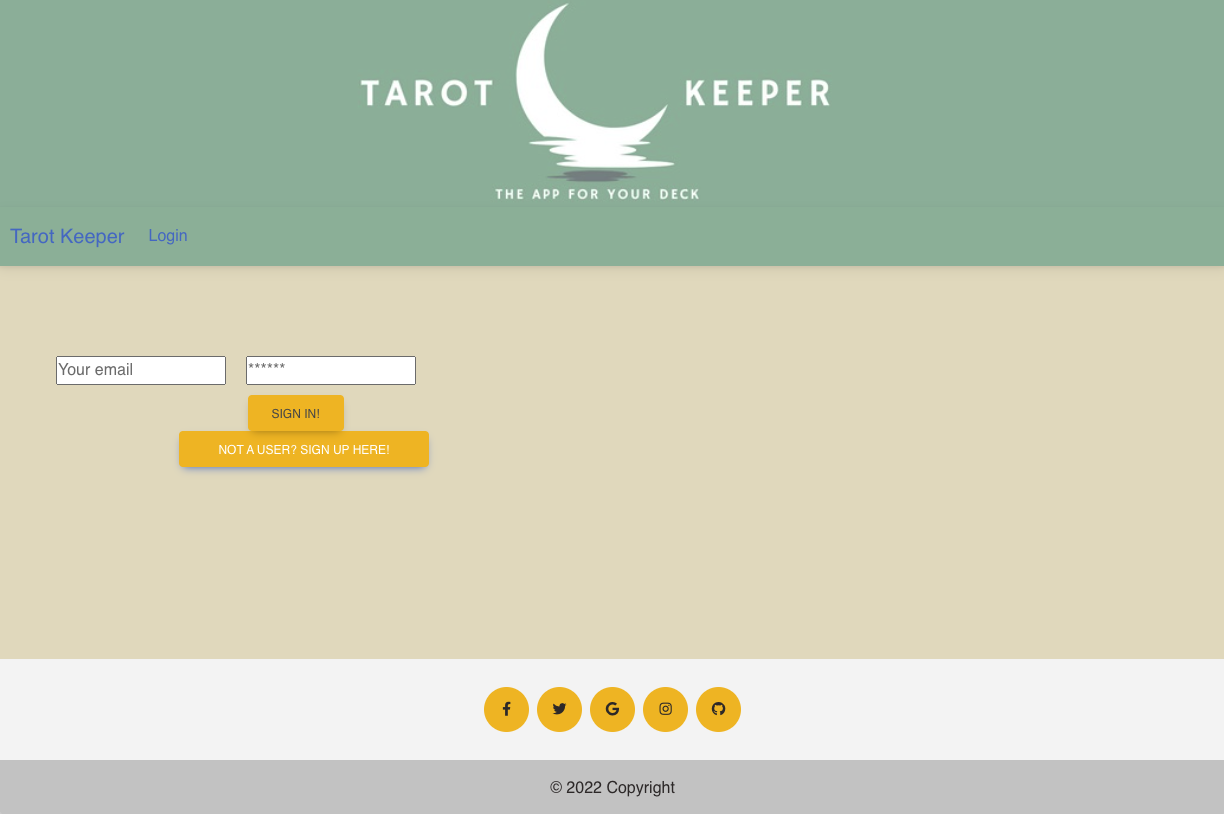 TAROT KEEPER
THE APP FOR YOUR DECK
Tarot Keeper Login
Your email ******
SIGN IN!
NOT A USER? SIGN UP HERE!
© 2022 Copyright